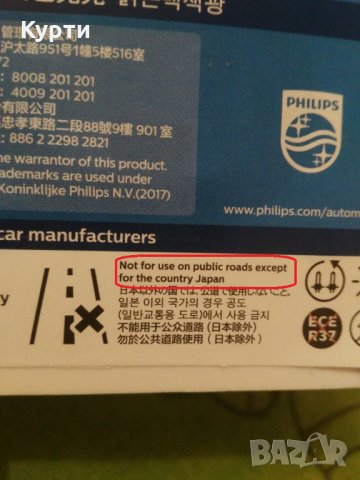 Курти
管理
沪太路951号1幢5楼516
72
: 8008 201 201
: 4009 201 201
份有限公司
忠孝東路二段88號9樓 901 室
: 886 2 2298 2821
PHILIPS
he warrantor of this product.
rademarks are used under
Koninklijke Philips N.V.(2017)
www.philips.com/autom
car manufacturers
Not for use on public roads except
for the country Japan
日本以外の国では、公道で使用しないこと。
일본 이외 국가의 경우 공도
(일반교통용 도로)에서 사용 금지
不能用于公众道路（日本除外）
勿於公共道路使用（日本除外）
y
ECE
R37
bazar.bg